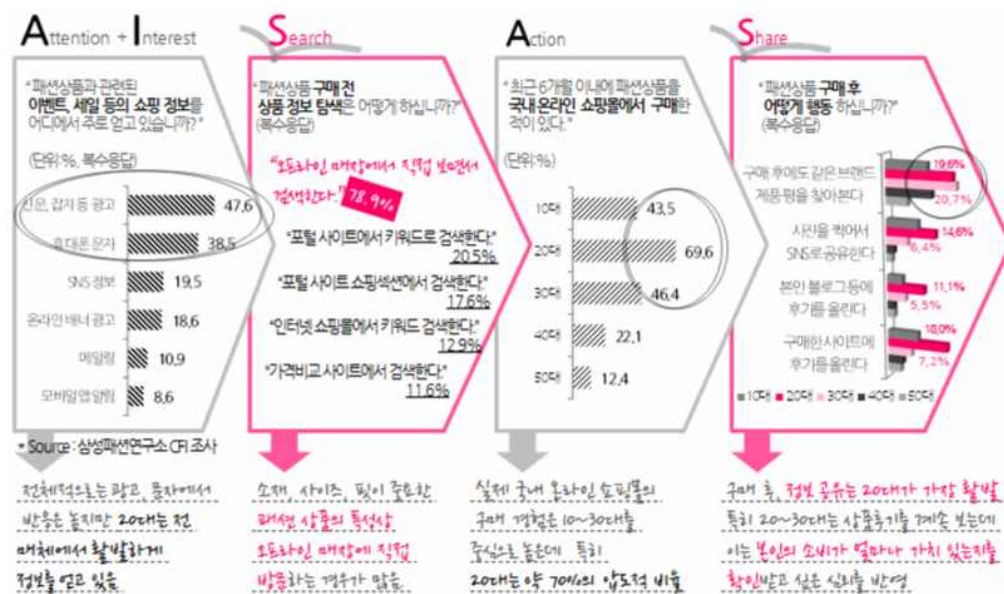 Attention + Interest
"패션상품과 관련된
이벤트, 세일 등의 쇼핑 정보를
어디에서 주로 얻고 있습니까?"
(단위:%, 복수응답)
신문, 잡지 등 광고
47,6
휴대폰 문자
38,5
SNS 정보
19,5
온라인 배너 광고
18,6
메일링
10,9
모바일 앱 알림
8,6
* Source : 삼성패션연구소 CFI 조사
전체적으로는 광고, 문자에서
반응은 높지만 20대는 전
매체에서 활발하게
정보를 얻고 있음
Search
"패션상품 구매 전
상품 정보 탐색은 어떻게 하십니까?"
(복수응답)
"오프라인 매장에서 직접 보면서
검색한다."
78.9%
"포털 사이트에서 키워드로 검색한다."
20.5%
"포털 사이트 쇼핑섹션에서 검색한다."
17.6%
"인터넷 쇼핑몰에서 키워드 검색한다."
12.9%
"가격비교 사이트에서 검색한다."
11.6%
소재, 사이즈, 핏이 중요한
패션 상품의 특성상
오프라인 매장에 직접
방문하는 경우가 많음
Action
"최근 6개월 이내에 패션상품을
국내 온라인 쇼핑몰에서 구매한
적이 있다."
(단위:%)
10대
43,5
20대
69,6
30대
46,4
40대
22,1
50대
12,4
실제 국내 온라인 쇼핑몰의
구매 경험은 10~30대를
중심으로 높은데 특히
20대는 약 70%의 압도적 비율
Share
"패션상품 구매 후
어떻게 행동하십니까?"
(복수응답)
구매 후에도 같은 브랜드
제품 평을 찾아본다
19,6%
20,7%
사진을 찍어서
SNS로 공유한다
14,6%
6,4%
본인 블로그 등에
후기를 올린다
11,1%
5,5%
구매한 사이트에
후기를 올린다
18,0%
7,2%
10대 20대 30대 40대 50대
구매 후, 정보 공유는 20대가 가장 활발
특히 20~30대는 상품후기를 계속 보는데
이는 본인의 소비가 얼마나 가치 있는지를
확인받고 싶은 심리를 반영